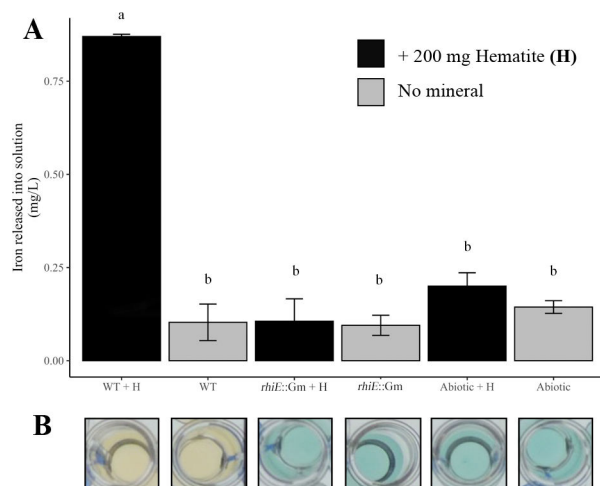 A
a
+ 200 mg Hematite (H)
No mineral
Iron released into solution
(mg/L)
0.75
0.50
0.25
0.00
b
b
b
b
b
WT + H
WT
rhiE::Gm + H
rhiE::Gm
Abiotic + H
Abiotic
B